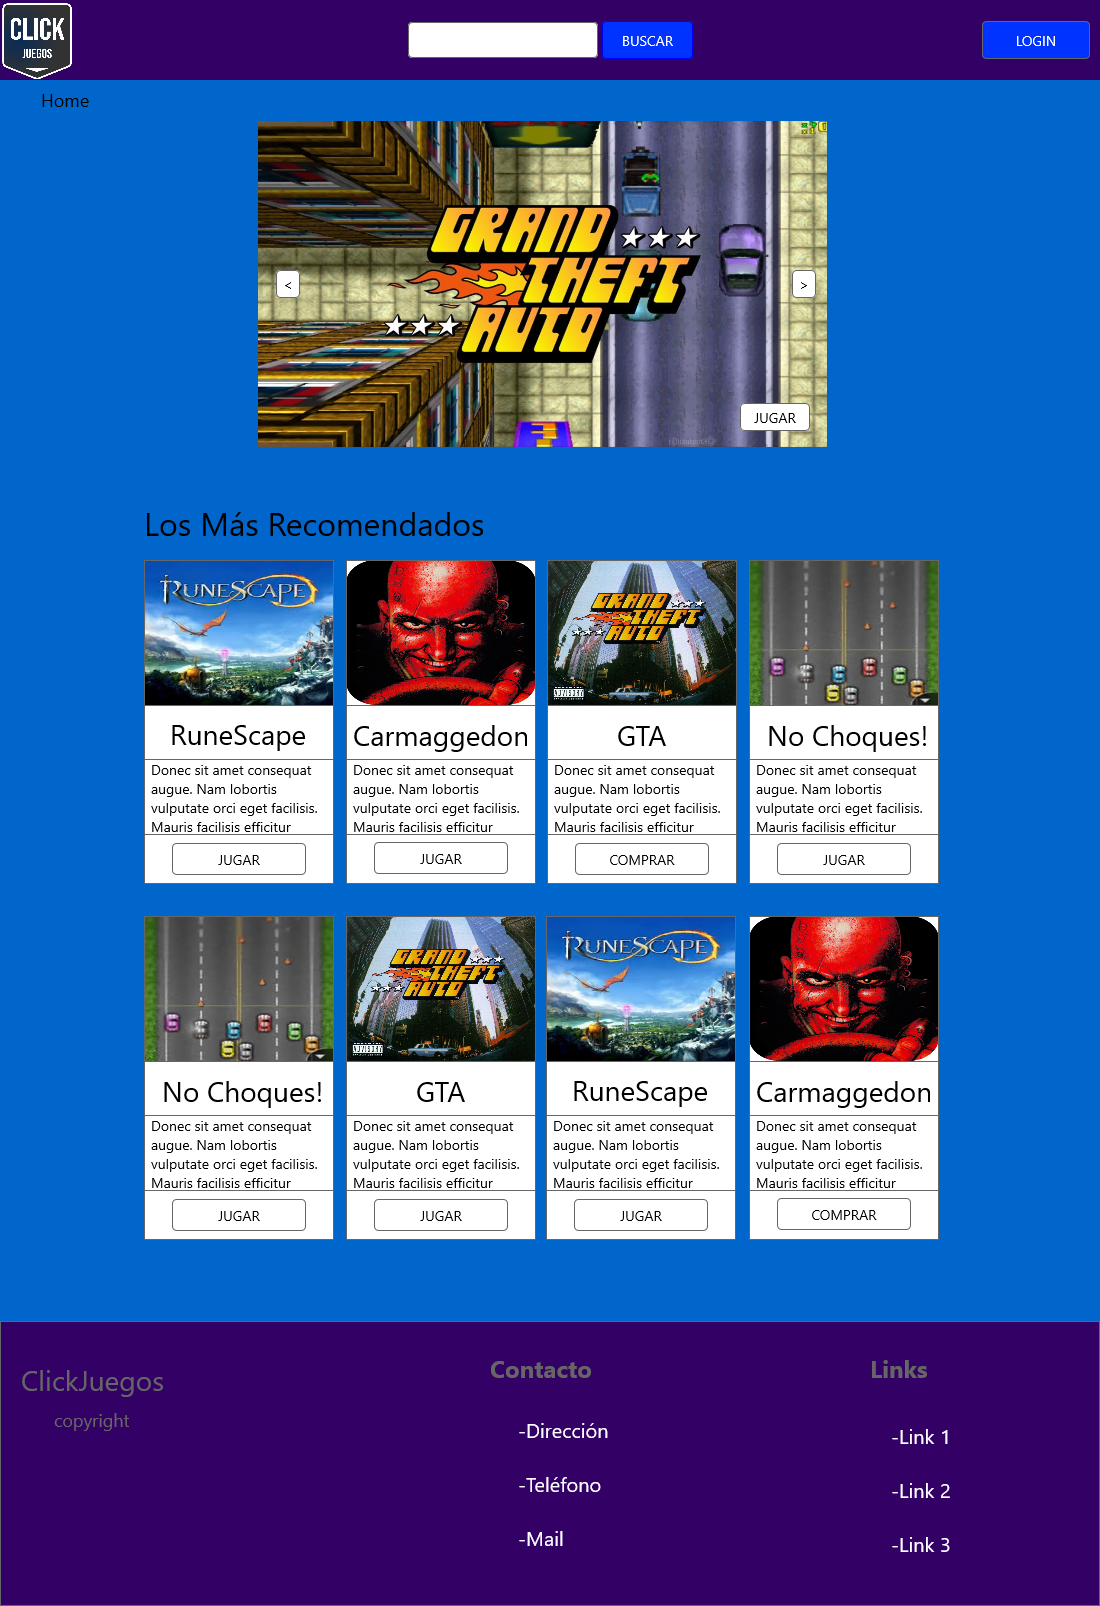 CLICK
JUEGOS
BUSCAR
LOGIN
Home
GRAND
THEFT
AUTO
<
>
JUGAR
Los Más Recomendados
RUNESCAPE
GRAND
THEFT
AUTO
RuneScape
Carmaggedon
GTA
No Choques!
Donec sit amet consequat
augue. Nam lobortis
vulputate orci eget facilisis.
Mauris facilisis efficitur
Donec sit amet consequat
augue. Nam lobortis
vulputate orci eget facilisis.
Mauris facilisis efficitur
Donec sit amet consequat
augue. Nam lobortis
vulputate orci eget facilisis.
Mauris facilisis efficitur
Donec sit amet consequat
augue. Nam lobortis
vulputate orci eget facilisis.
Mauris facilisis efficitur
JUGAR
JUGAR
COMPRAR
JUGAR
GRAND
THEFT
AUTO
RUNESCAPE
No Choques!
GTA
RuneScape
Carmaggedon
Donec sit amet consequat
augue. Nam lobortis
vulputate orci eget facilisis.
Mauris facilisis efficitur
Donec sit amet consequat
augue. Nam lobortis
vulputate orci eget facilisis.
Mauris facilisis efficitur
Donec sit amet consequat
augue. Nam lobortis
vulputate orci eget facilisis.
Mauris facilisis efficitur
Donec sit amet consequat
augue. Nam lobortis
vulputate orci eget facilisis.
Mauris facilisis efficitur
JUGAR
JUGAR
JUGAR
COMPRAR
ClickJuegos
copyright
Contacto
-Dirección
-Teléfono
-Mail
Links
-Link 1
-Link 2
-Link 3